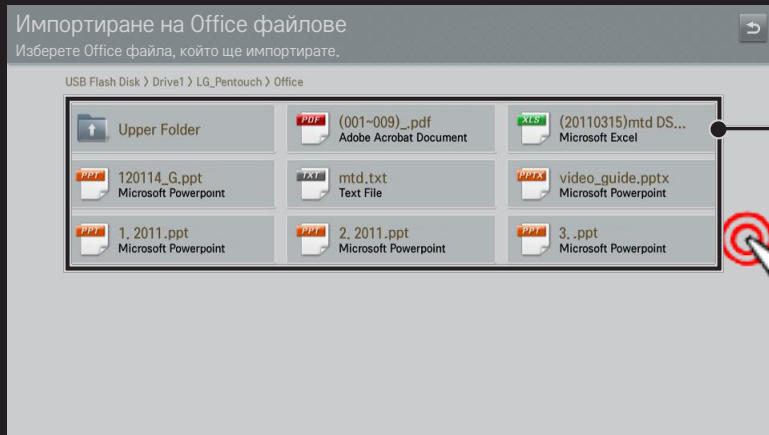 Импортиране на Office файлове
Изберете Office файла, който ще импортирате.
USB Flash Disk > Drive1 > LG_Pentouch > Office
Upper Folder
PDF
(001~009)_.pdf
Adobe Acrobat Document
XLS
(20110315)mtd DS...
Microsoft Excel
PPT
120114_G.ppt
Microsoft Powerpoint
TXT
mtd.txt
Text File
PPTX
video_guide.pptx
Microsoft Powerpoint
PPT
1. 2011.ppt
Microsoft Powerpoint
PPT
2. 2011.ppt
Microsoft Powerpoint
PPT
3. .ppt
Microsoft Powerpoint